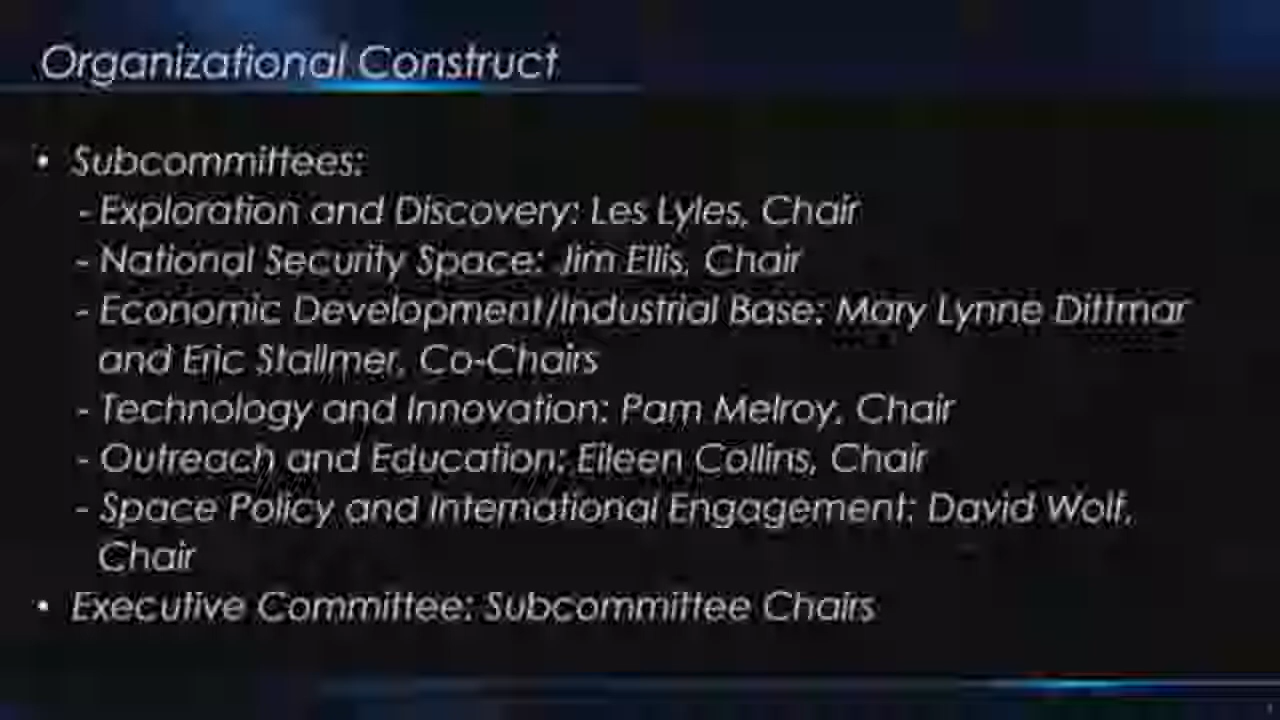 Organizational Construct
• Subcommittees:
- Exploration and Discovery: Les Lyles, Chair
- National Security Space: Jim Ellis, Chair
- Economic Development/Industrial Base: Mary Lynne Dittmar
and Eric Stallmer, Co-Chairs
- Technology and Innovation: Pam Melroy, Chair
- Outreach and Education: Eileen Collins, Chair
- Space Policy and International Engagement: David Wolf,
Chair
• Executive Committee: Subcommittee Chairs